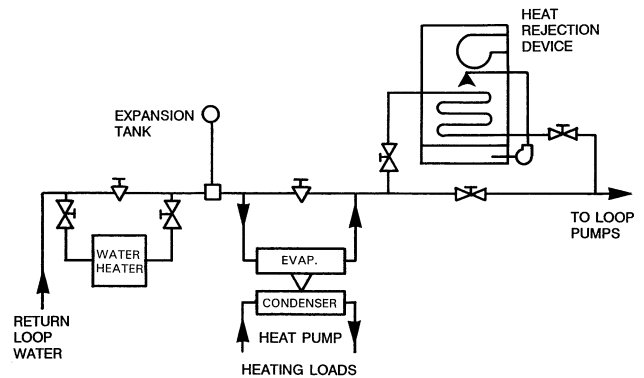 HEAT
REJECTION
DEVICE
EXPANSION
TANK
TO LOOP
PUMPS
WATER
HEATER
EVAP.
CONDENSER
RETURN
LOOP
WATER
HEAT PUMP
HEATING LOADS